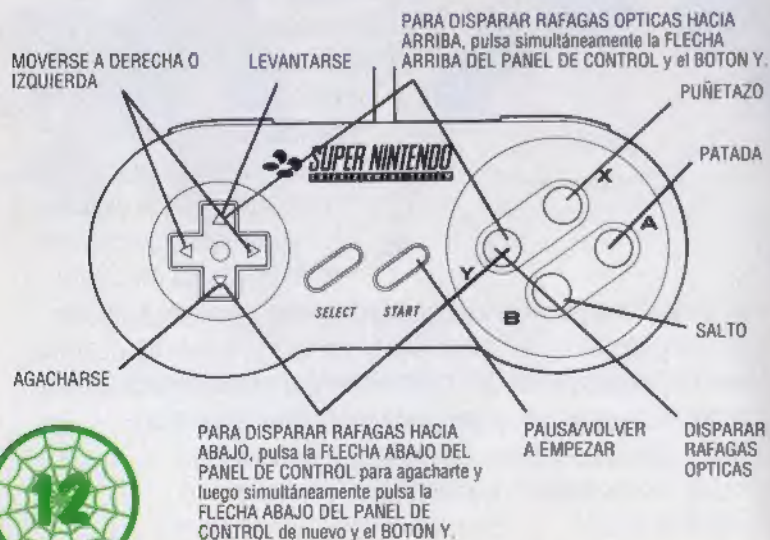 PARA DISPARAR RAFAGAS OPTICAS HACIA
ARRIBA, pulsa simultáneamente la FLECHA
ARRIBA DEL PANEL DE CONTROL y el BOTON Y.
MOVERSE A DERECHA O
IZQUIERDA
LEVANTARSE
PUÑETAZO
PATADA
SUPER NINTENDO
ENTERTAINMENT SYSTEM
X
A
Y
B
SELECT
START
SALTO
AGACHARSE
PARA DISPARAR RAFAGAS HACIA
ABAJO, pulsa la FLECHA ABAJO DEL
PANEL DE CONTROL para agacharte y
luego simultáneamente pulsa la
FLECHA ABAJO DEL PANEL DE
CONTROL de nuevo y el BOTON Y.
PAUSA/VOLVER
A EMPEZAR
DISPARAR
RAFAGAS
OPTICAS
12